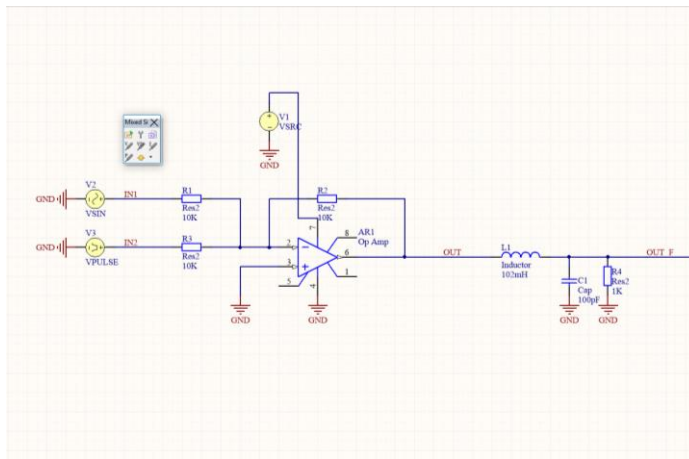 Mixed Si
V1
VSRC
GND
V2
IN1
GND
VSIN
R1
Res2
10K
R2
Res2
10K
V3
IN2
GND
VPULSE
R3
Res2
10K
2
3
7
8
6
1
5
4
AR1
Op Amp
GND
GND
OUT
L1
Inductor
102mH
OUT_F
C1
Cap
100pF
R4
Res2
1K
GND
GND